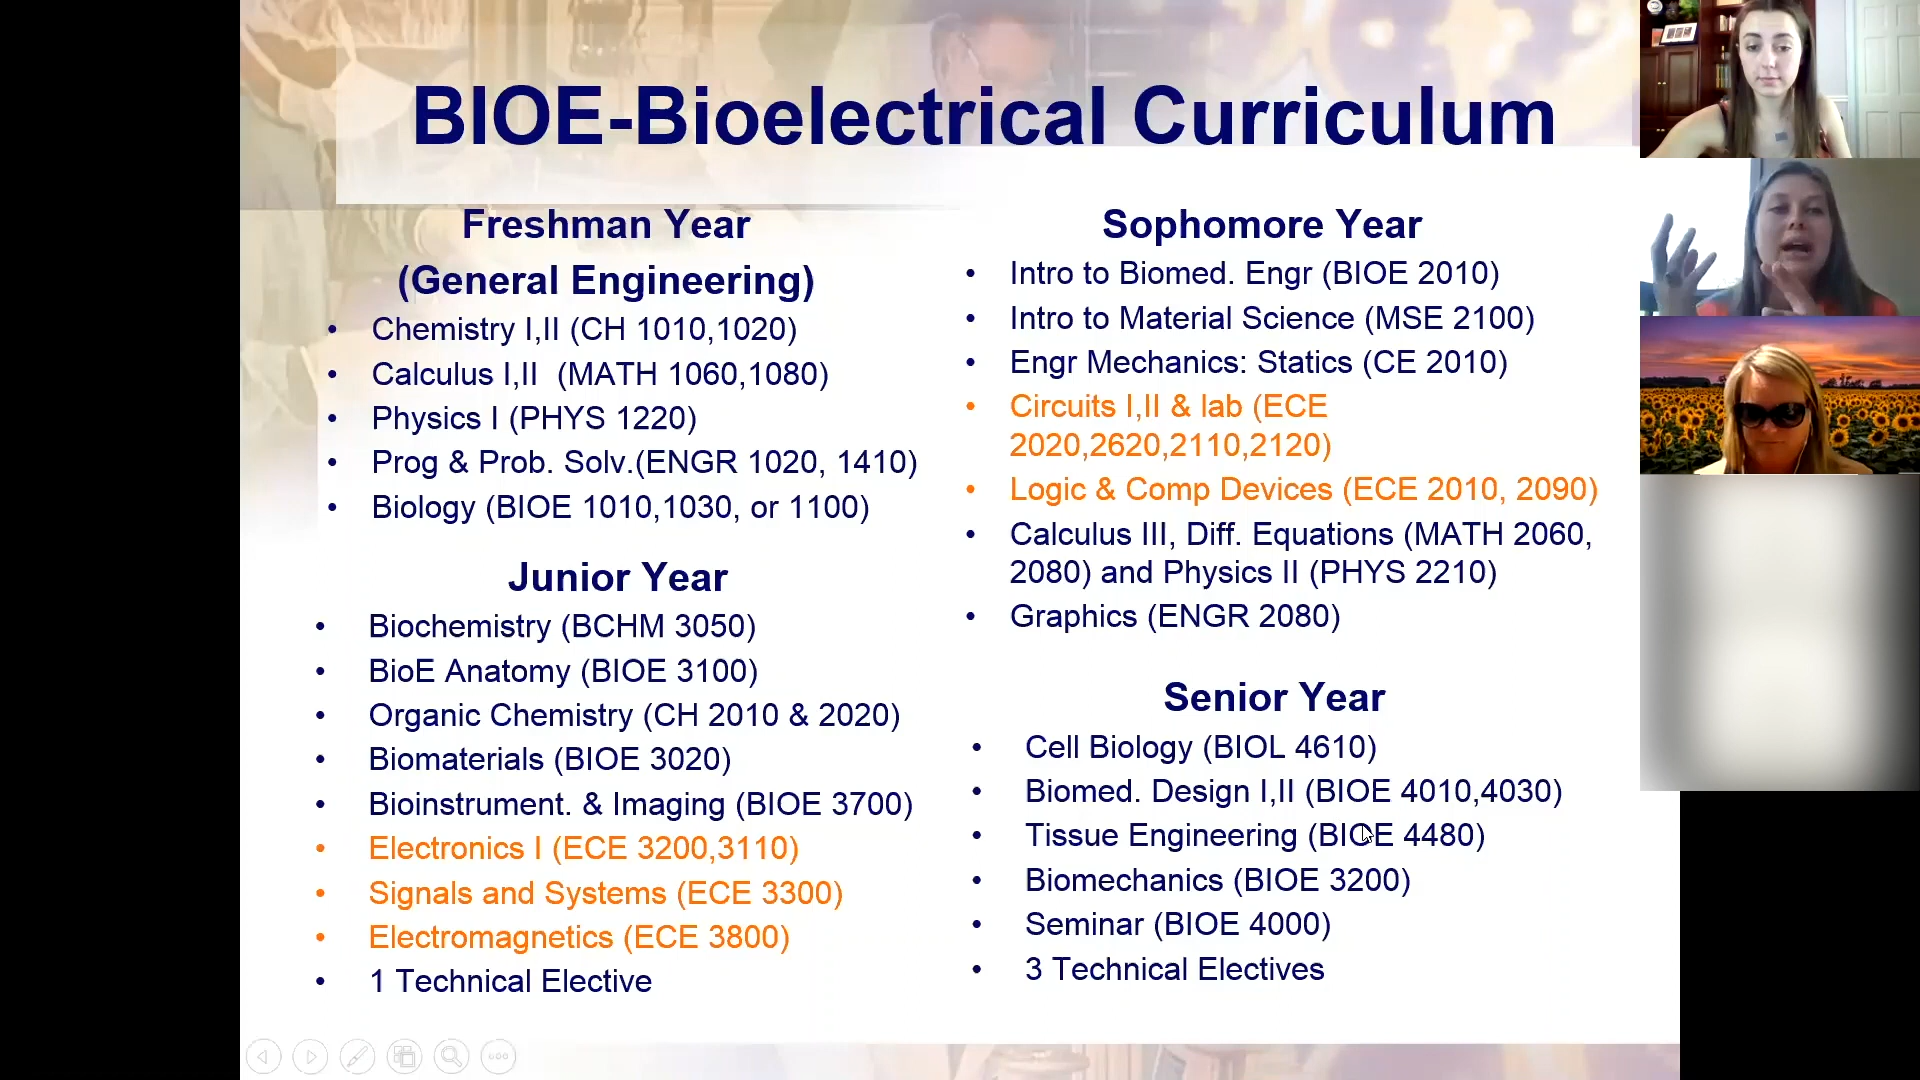 BIOE-Bioelectrical Curriculum
Freshman Year
(General Engineering)
• Chemistry I,II (CH 1010,1020)
• Calculus I,II (MATH 1060,1080)
• Physics I (PHYS 1220)
• Prog & Prob. Solv.(ENGR 1020, 1410)
• Biology (BIOE 1010,1030, or 1100)
Sophomore Year
• Intro to Biomed. Engr (BIOE 2010)
• Intro to Material Science (MSE 2100)
• Engr Mechanics: Statics (CE 2010)
• Circuits I,II & lab (ECE
2020,2620,2110,2120)
• Logic & Comp Devices (ECE 2010, 2090)
• Calculus III, Diff. Equations (MATH 2060,
2080) and Physics II (PHYS 2210)
• Graphics (ENGR 2080)
Junior Year
• Biochemistry (BCHM 3050)
• BioE Anatomy (BIOE 3100)
• Organic Chemistry (CH 2010 & 2020)
• Biomaterials (BIOE 3020)
• Bioinstrument. & Imaging (BIOE 3700)
• Electronics I (ECE 3200,3110)
• Signals and Systems (ECE 3300)
• Electromagnetics (ECE 3800)
• 1 Technical Elective
Senior Year
• Cell Biology (BIOL 4610)
• Biomed. Design I,II (BIOE 4010,4030)
• Tissue Engineering (BIOE 4480)
• Biomechanics (BIOE 3200)
• Seminar (BIOE 4000)
• 3 Technical Electives